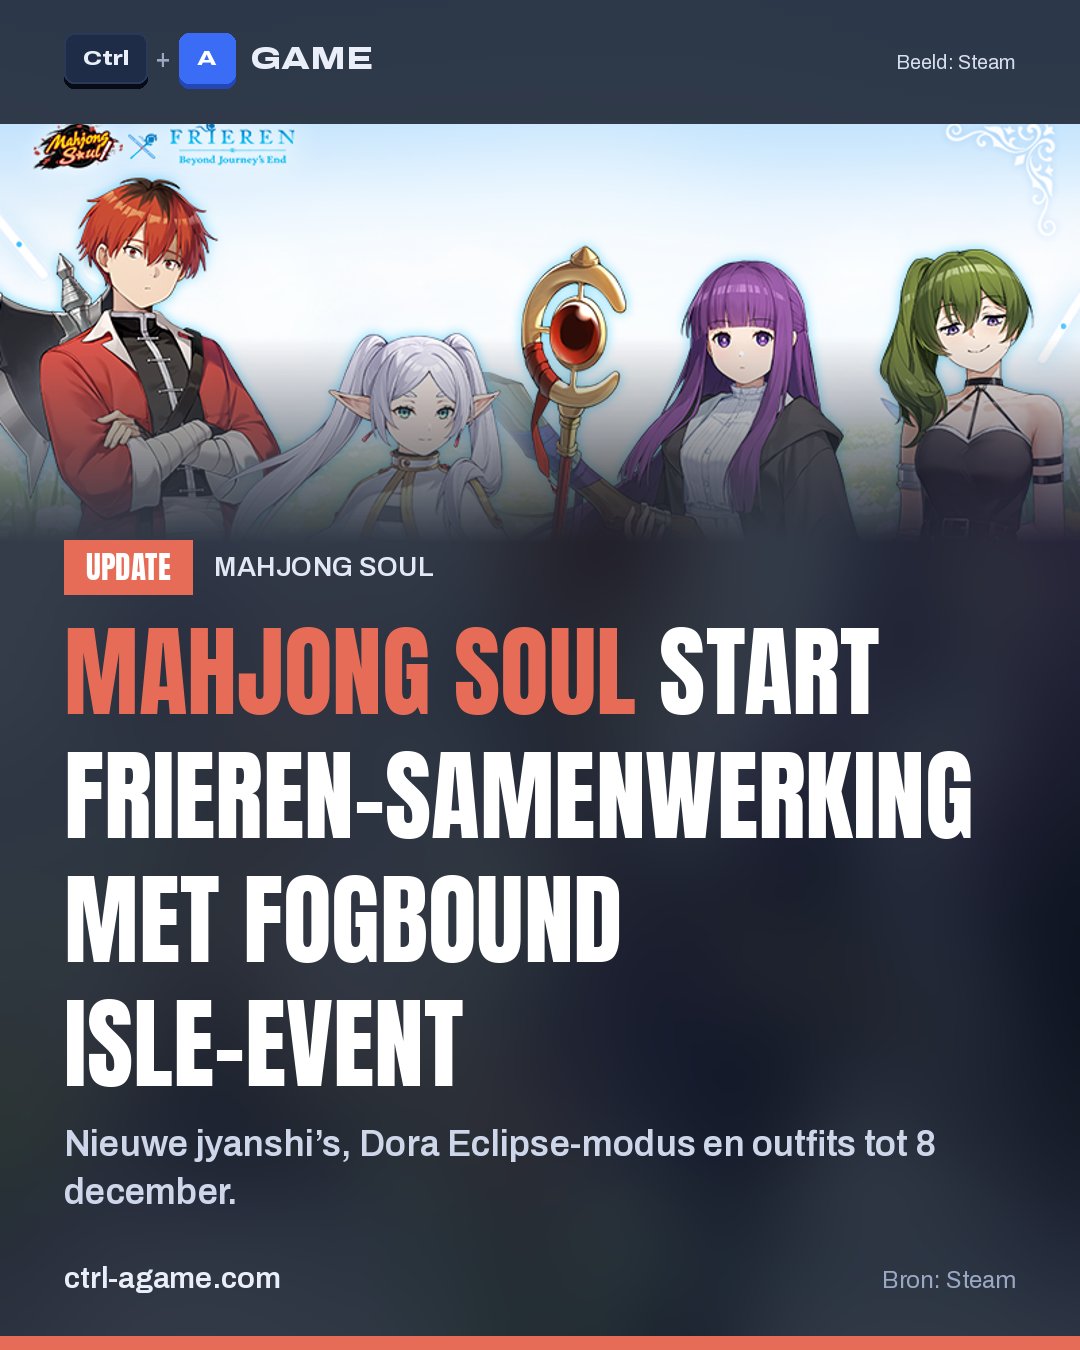 Ctrl + A GAME
Beeld: Steam
Mahjong Soul FRIEREN
Beyond Journey's End
UPDATE MAHJONG SOUL
MAHJONG SOUL START
FRIEREN-SAMENWERKING
MET FOGBOUND
ISLE-EVENT
Nieuwe jyanshi’s, Dora Eclipse-modus en outfits tot 8
december.
ctrl-agame.com
Bron: Steam